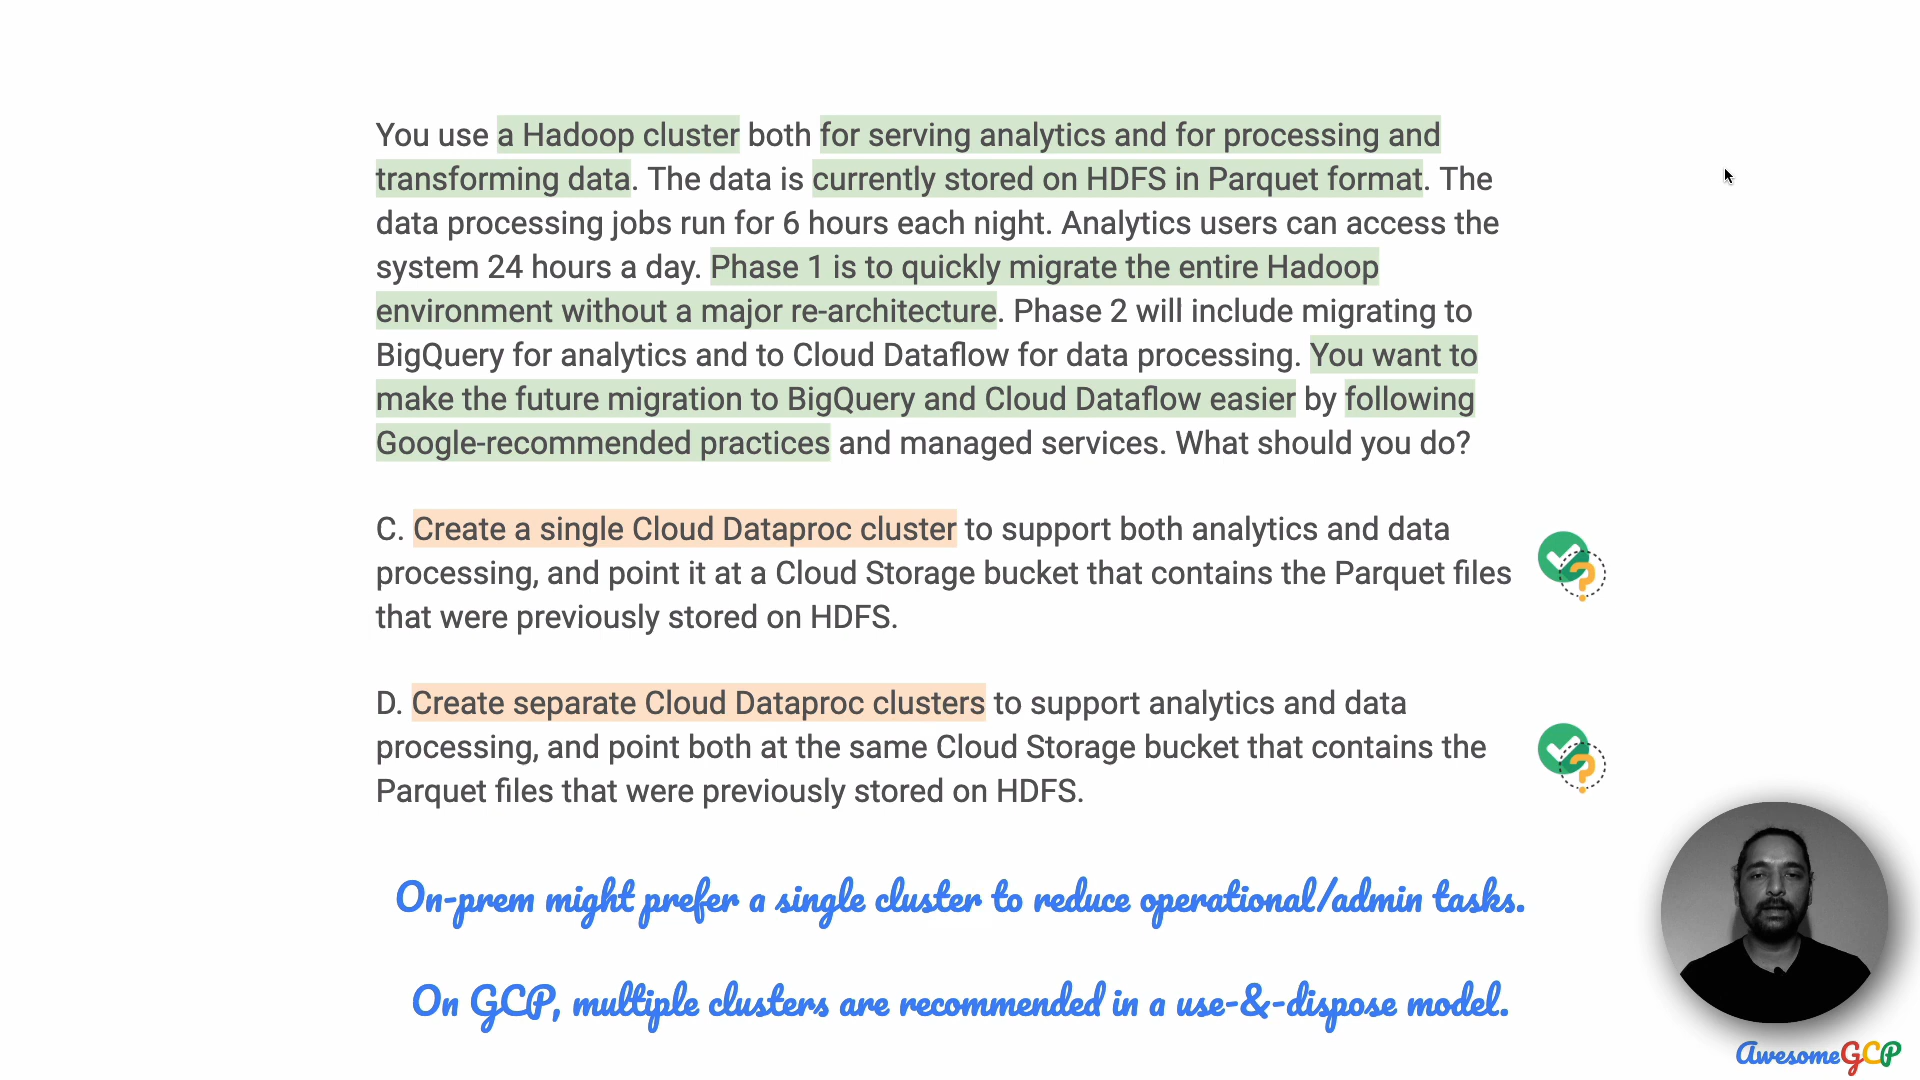 You use a Hadoop cluster both for serving analytics and for processing and
transforming data. The data is currently stored on HDFS in Parquet format. The
data processing jobs run for 6 hours each night. Analytics users can access the
system 24 hours a day. Phase 1 is to quickly migrate the entire Hadoop
environment without a major re-architecture. Phase 2 will include migrating to
BigQuery for analytics and to Cloud Dataflow for data processing. You want to
make the future migration to BigQuery and Cloud Dataflow easier by following
Google-recommended practices and managed services. What should you do?
C. Create a single Cloud Dataproc cluster to support both analytics and data
processing, and point it at a Cloud Storage bucket that contains the Parquet files
that were previously stored on HDFS.
D. Create separate Cloud Dataproc clusters to support analytics and data
processing, and point both at the same Cloud Storage bucket that contains the
Parquet files that were previously stored on HDFS.
On-prem might prefer a single cluster to reduce operational/admin tasks.
On GCP, multiple clusters are recommended in a use-&-dispose model.
AwesomeGCP